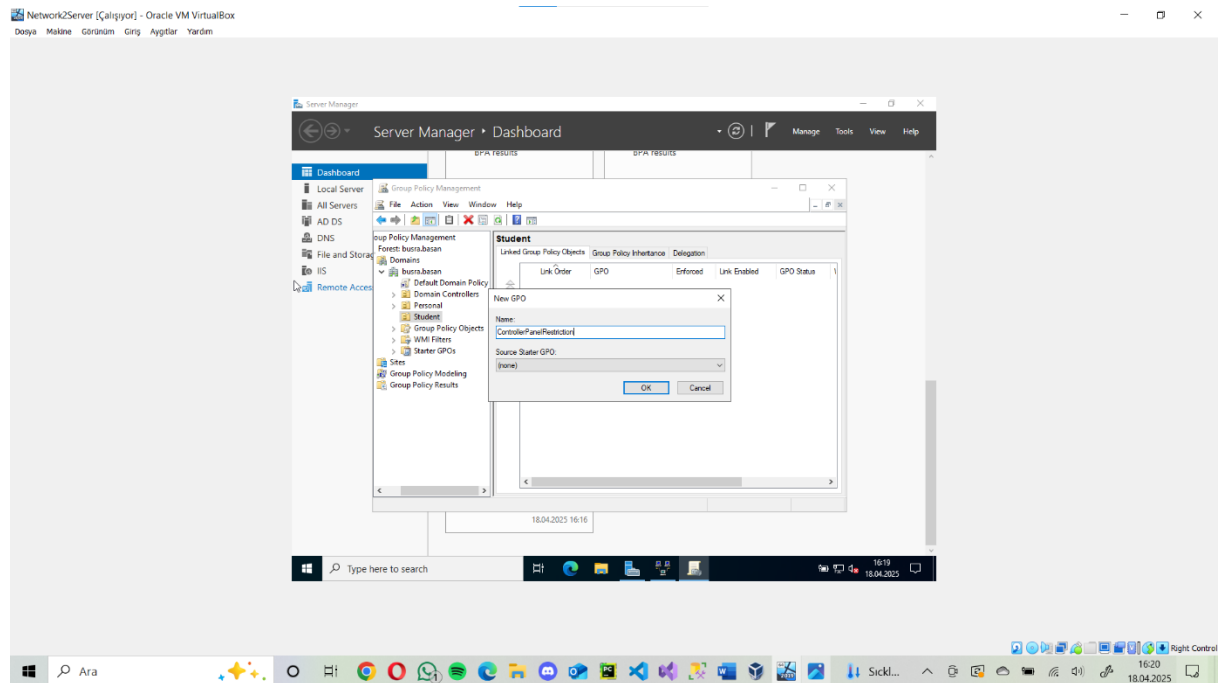 Network2Server [Çalışıyor] - Oracle VM VirtualBox
Dosya Makine Görünüm Giriş Aygıtlar Yardım
Server Manager
Server Manager • Dashboard
Manage Tools View Help
BPA results BPA results
Dashboard
Local Server
All Servers
AD DS
DNS
File and Storag
IIS
Remote Acces
Group Policy Management
File Action View Window Help
oup Policy Management
Forest: busra.basan
Domains
busra.basan
Default Domain Policy
Domain Controllers
Personal
Student
Group Policy Objects
WMI Filters
Starter GPOs
Sites
Group Policy Modeling
Group Policy Results
Student
Linked Group Policy Objects Group Policy Inheritance Delegation
Link Order GPO Enforced Link Enabled GPO Status
New GPO
Name:
ControllerPanelRestriction
Source Starter GPO:
(none)
OK Cancel
18.04.2025 16:16
Type here to search
16:19
18.04.2025
Right Control
Ara
Sıckl...
16:20
18.04.2025